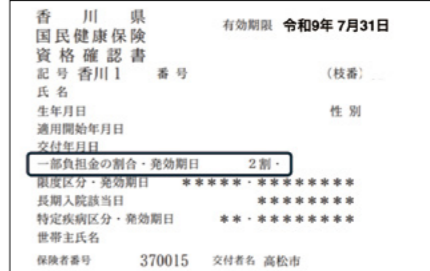 香川県 有効期限 令和9年 7月31日
国民健康保険
資格確認書
記号 香川1 番号 (枝番)
氏名
生年月日 性別
適用開始年月日
交付年月日
一部負担金の割合・発効期日 2割・
限度区分・発効期日 *****・********
長期入院該当日 ********
特定疾病区分・発効期日 **・********
世帯主氏名
保険者番号 370015 交付者名 高松市